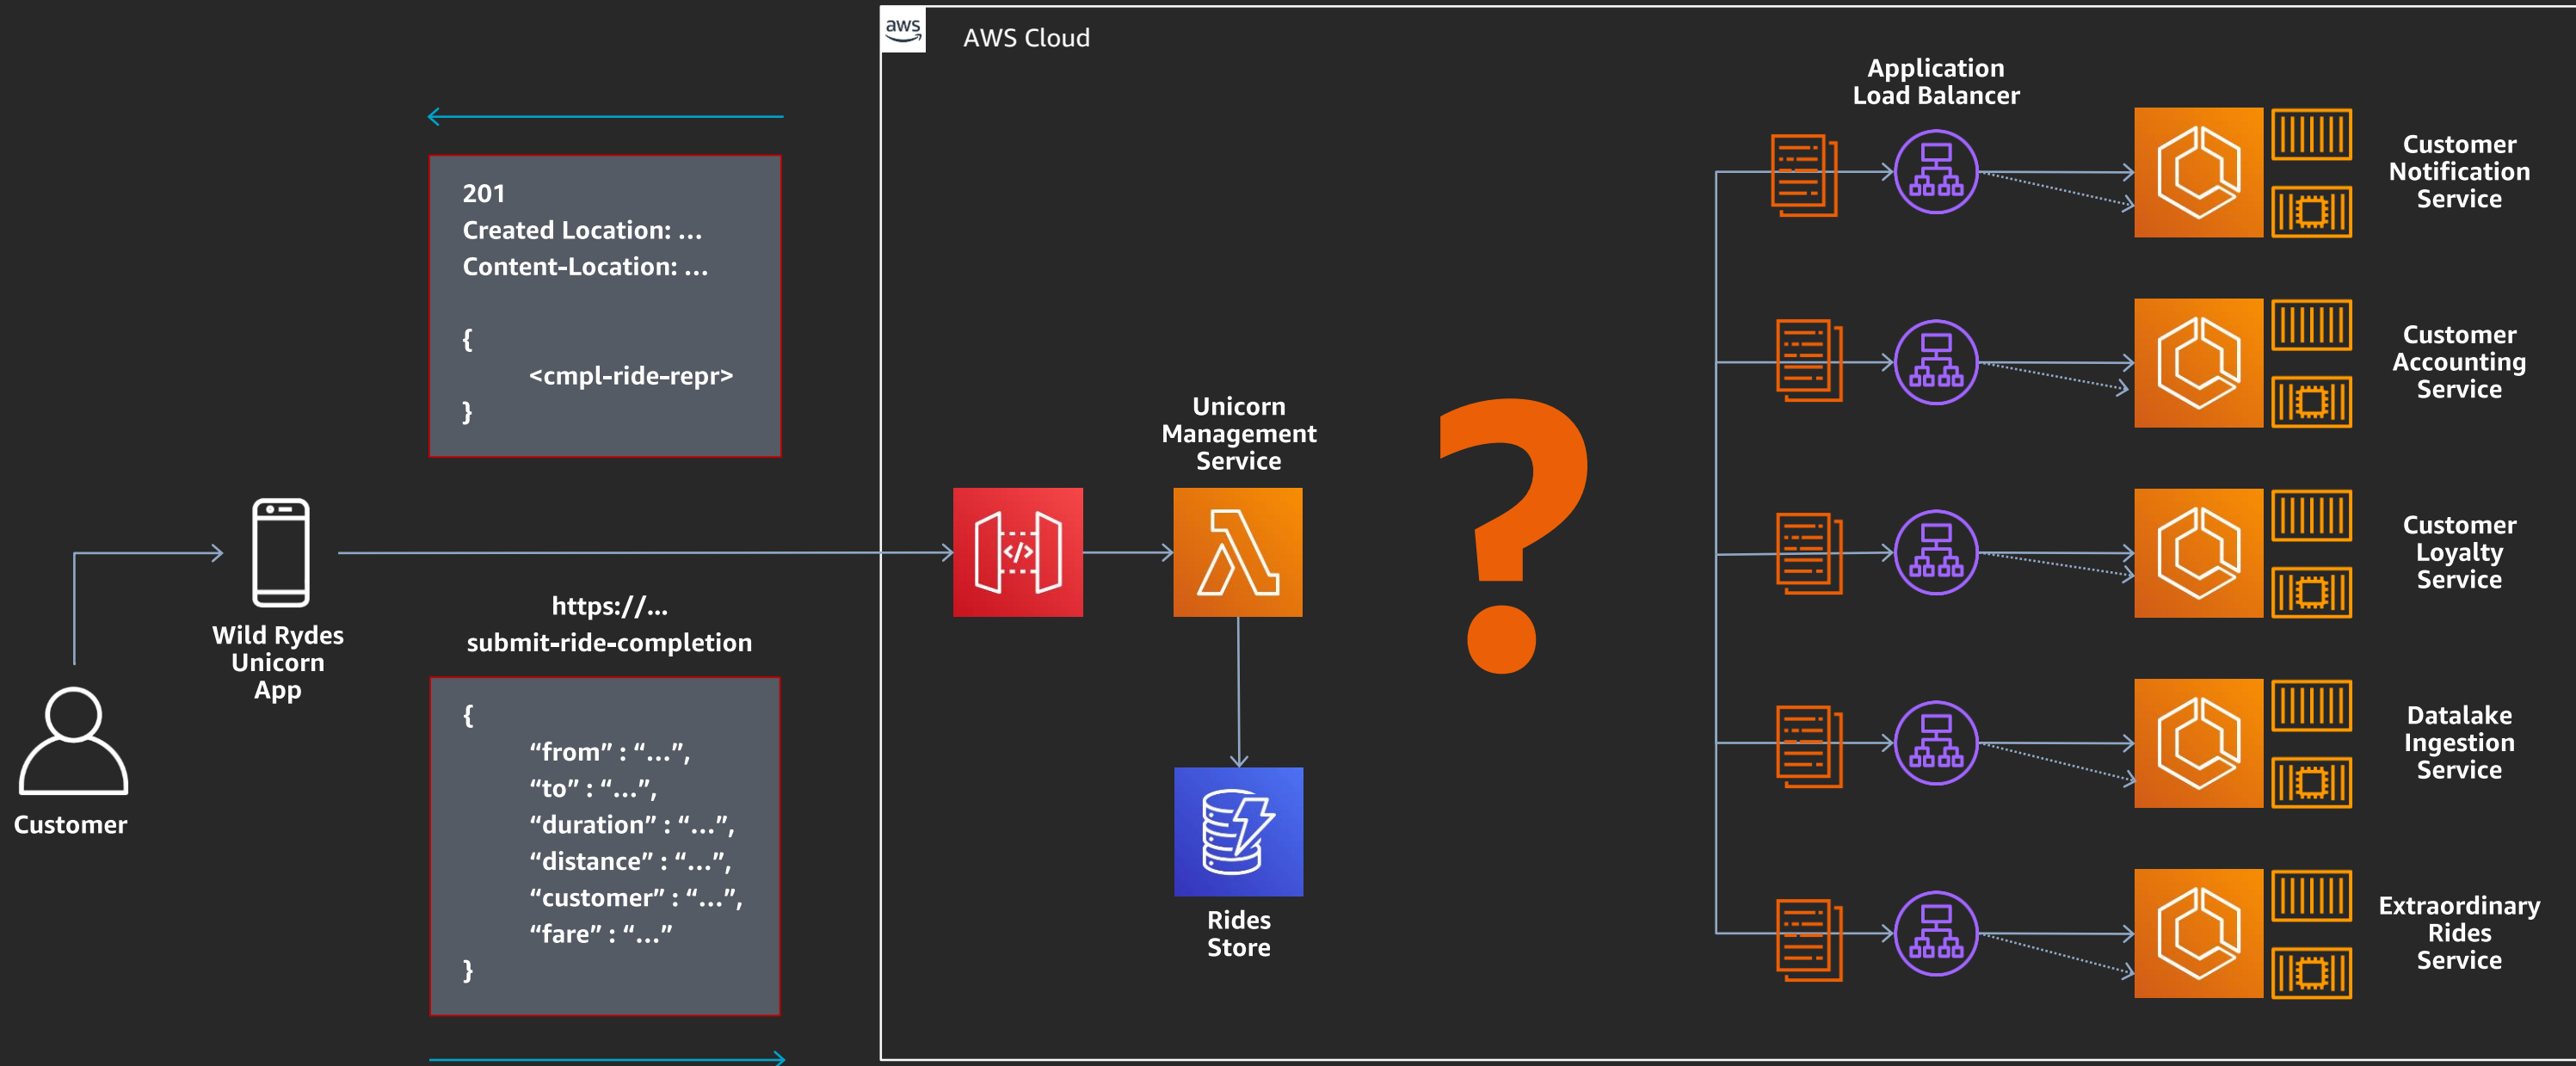 aws
AWS Cloud
201
Created Location: ...
Content-Location: ...
{
<cmpl-ride-repr>
}
Customer
Wild Rydes
Unicorn
App
https://...
submit-ride-completion
{
“from” : “...”,
“to” : “...”,
“duration” : “...”,
“distance” : “...”,
“customer” : “...”,
“fare” : “...”
}
Unicorn
Management
Service
</>
Rides
Store
?
Application
Load Balancer
Customer
Notification
Service
Customer
Accounting
Service
Customer
Loyalty
Service
Datalake
Ingestion
Service
Extraordinary
Rides
Service